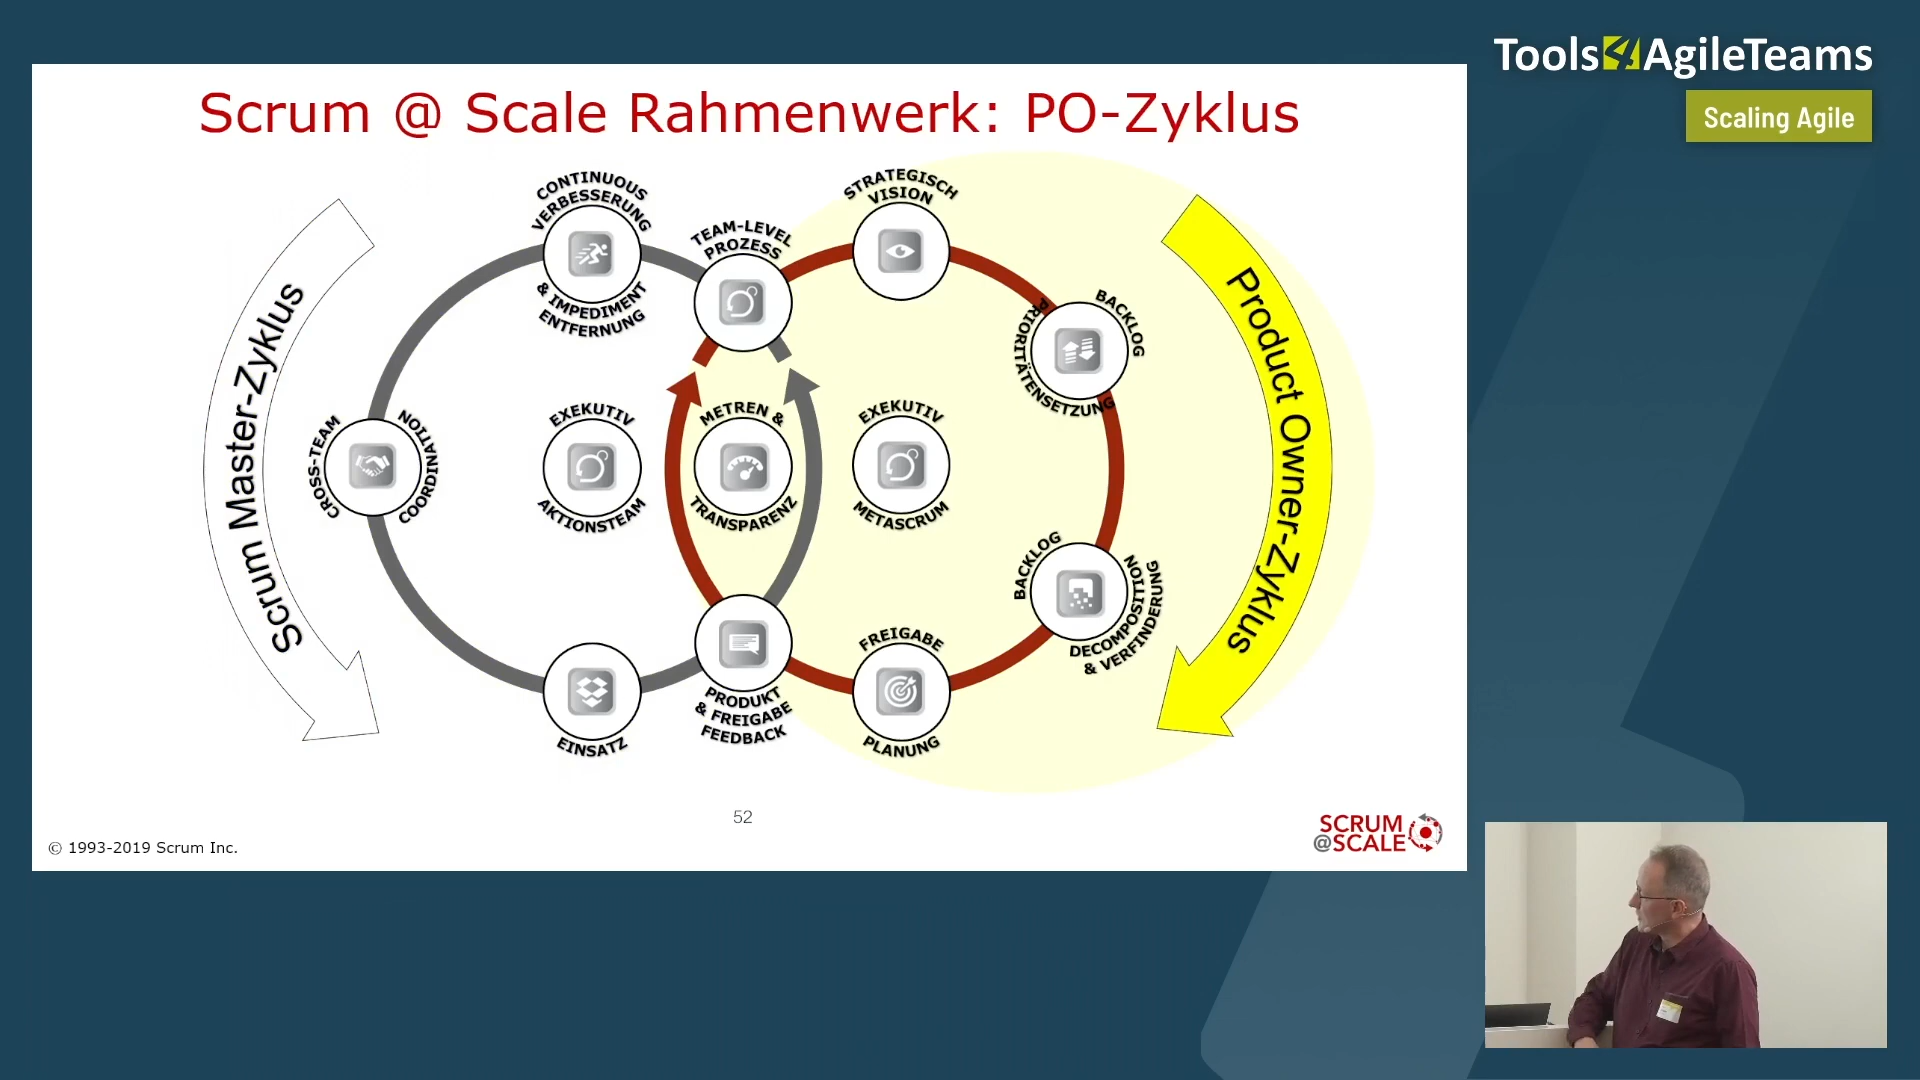 Tools4AgileTeams
Scaling Agile
Scrum @ Scale Rahmenwerk: PO-Zyklus
CONTINUOUS
VERBESSERUNG
& IMPEDIMENT
ENTFERNUNG
TEAM-LEVEL
PROZESS
STRATEGISCH
VISION
BACKLOG
PRIORITÄTENSETZUNG
Scrum Master-Zyklus
Product Owner-Zyklus
CROSS-TEAM
COORDINATION
EXEKUTIV
AKTIONSTEAM
METREN &
TRANSPARENZ
EXEKUTIV
METASCRUM
BACKLOG
DECOMPOSITION
& VERFINDERUNG
EINSATZ
PRODUKT
& FREIGABE
FEEDBACK
FREIGABE
PLANUNG
52
© 1993-2019 Scrum Inc.
SCRUM
@SCALE